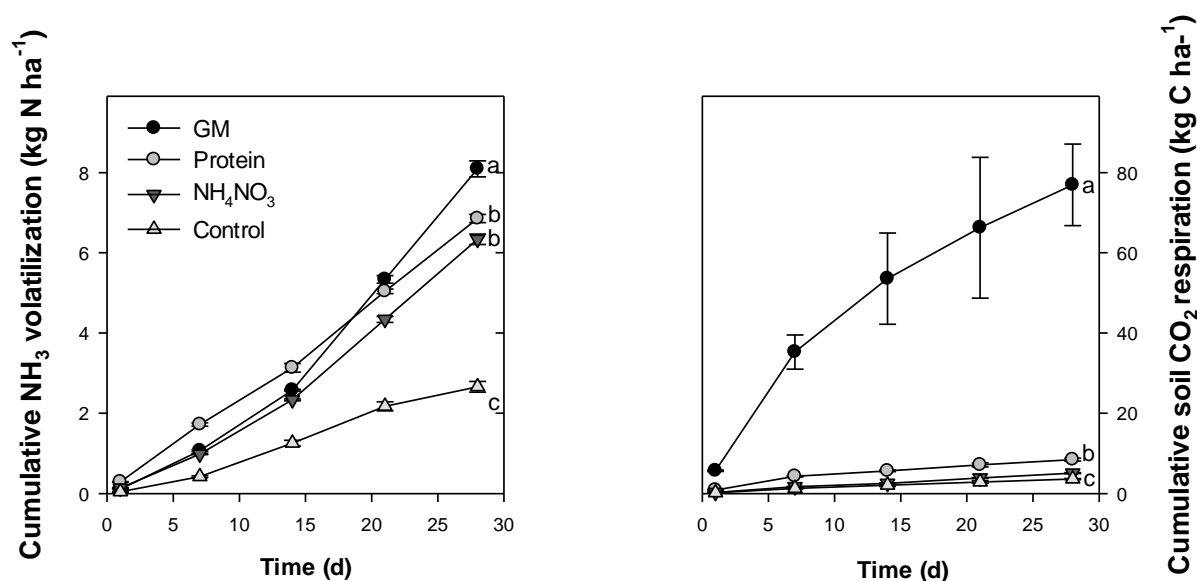 Cumulative NH₃ volatilization (kg N ha⁻¹)
8
6
4
2
0
GM
Protein
NH₄NO₃
Control
a
b
b
c
0 5 10 15 20 25 30
Time (d)
a
b
c
0 5 10 15 20 25 30
Time (d)
80
60
40
20
0
Cumulative soil CO₂ respiration (kg C ha-¹)